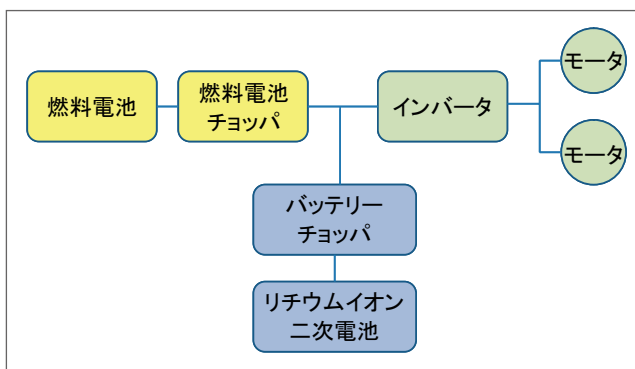 燃料電池
燃料電池
チョッパ
インバータ
モータ
モータ
バッテリー
チョッパ
リチウムイオン
二次電池